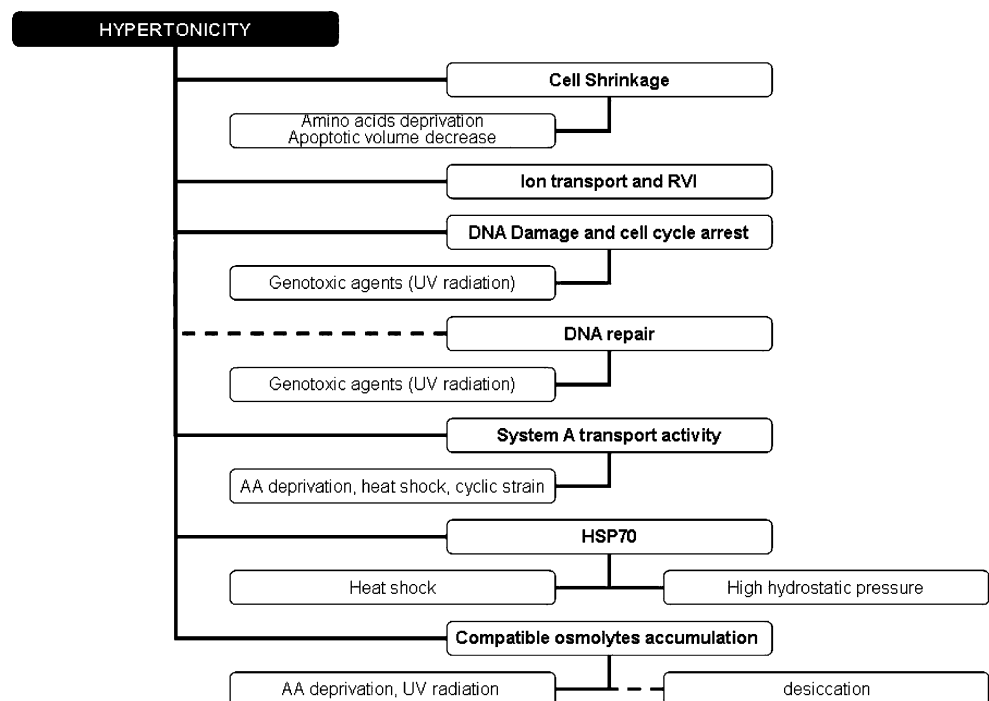 HYPERTONICITY
Cell Shrinkage
Amino acids deprivation
Apoptotic volume decrease
Ion transport and RVI
DNA Damage and cell cycle arrest
Genotoxic agents (UV radiation)
DNA repair
Genotoxic agents (UV radiation)
System A transport activity
AA deprivation, heat shock, cyclic strain
HSP70
Heat shock
High hydrostatic pressure
Compatible osmolytes accumulation
AA deprivation, UV radiation
desiccation